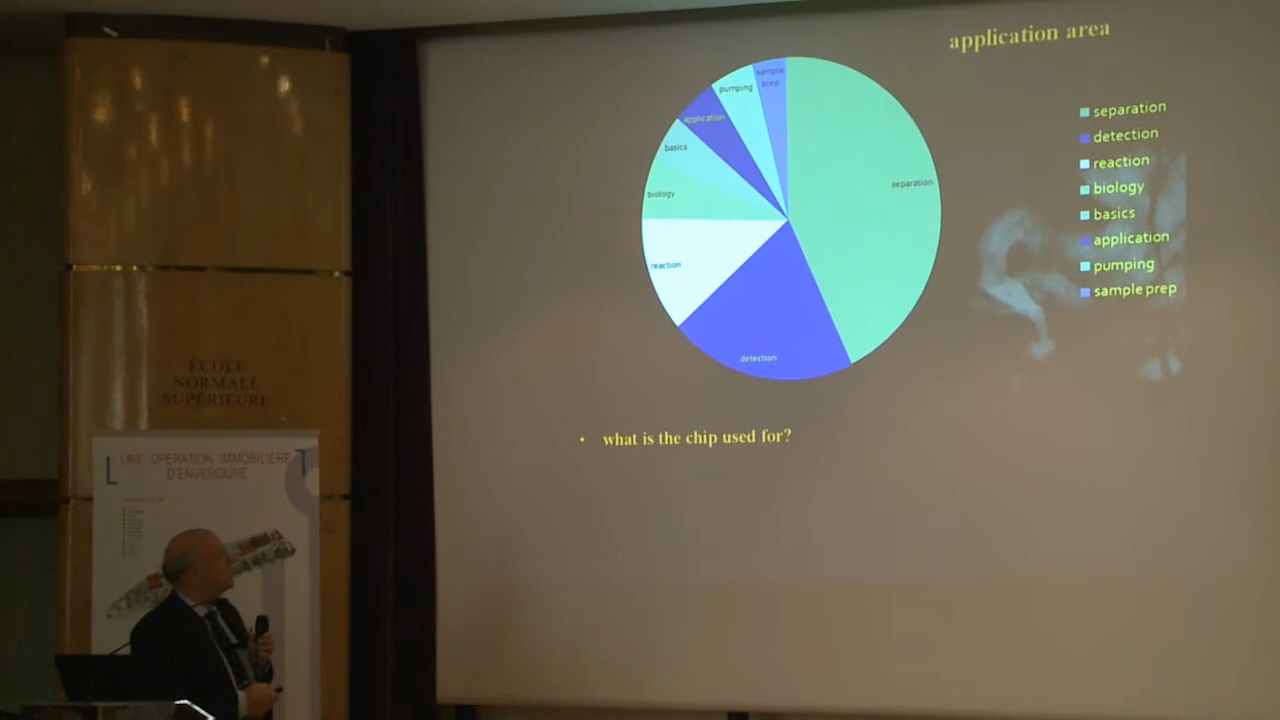 application area
sample
prep
pumping
application
basics
biology
reaction
detection
separation
separation
detection
reaction
biology
basics
application
pumping
sample prep
• what is the chip used for?
ÉCOLE
NORMALE
SUPÉRIEURE
UNE OPÉRATION IMMOBILIÈRE
D'ENVERGURE